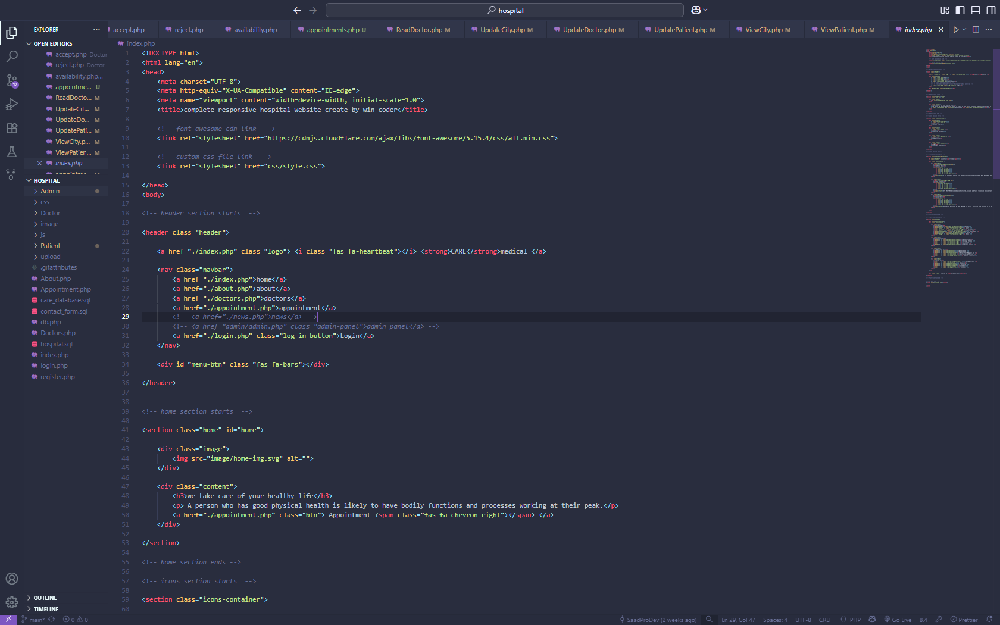 hospital
EXPLORER
accept.php
reject.php
availability.php
appointments.php U
ReadDoctor.php M
UpdateCity.php M
UpdateDoctor.php M
UpdatePatient.php M
ViewCity.php M
ViewPatient.php M
index.php
OPEN EDITORS
accept.php Doctor
reject.php Doctor
availability.php...
appointme... U
ReadDocto... M
UpdateCit... M
UpdateDo... M
UpdatePati... M
ViewCity.p... M
ViewPatien... M
index.php
appointme...
HOSPITAL
Admin
css
Doctor
image
js
Patient
upload
.gitattributes
About.php
Appointment.php
care_database.sql
contact_form.sql
db.php
Doctors.php
hospital.sql
index.php
login.php
register.php
OUTLINE
TIMELINE
12
index.php
1 <!DOCTYPE html>
2 <html lang="en">
3 <head>
4 <meta charset="UTF-8">
5 <meta http-equiv="X-UA-Compatible" content="IE=edge">
6 <meta name="viewport" content="width=device-width, initial-scale=1.0">
7 <title>complete responsive hospital website create by win coder</title>
8
9 <!-- font awesome cdn link  -->
10 <link rel="stylesheet" href="https://cdnjs.cloudflare.com/ajax/libs/font-awesome/5.15.4/css/all.min.css">
11
12 <!-- custom css file link  -->
13 <link rel="stylesheet" href="css/style.css">
14
15 </head>
16 <body>
17
18 <!-- header section starts  -->
19
20 <header class="header">
21
22 <a href="./index.php" class="logo"> <i class="fas fa-heartbeat"></i> <strong>CARE</strong>medical </a>
23
24 <nav class="navbar">
25 <a href="./index.php">home</a>
26 <a href="./about.php">about</a>
27 <a href="./doctors.php">doctors</a>
28 <a href="./appointment.php">appointment</a>
29 <!-- <a href="./news.php">news</a> -->
30 <!-- <a href="admin/admin.php" class="admin-panel">admin panel</a> -->
31 <a href="./login.php" class="log-in-button">Login</a>
32 </nav>
33
34 <div id="menu-btn" class="fas fa-bars"></div>
35
36 </header>
37
38
39 <!-- home section starts  -->
40
41 <section class="home" id="home">
42
43 <div class="image">
44 <img src="image/home-img.svg" alt="">
45 </div>
46
47 <div class="content">
48 <h3>we take care of your healthy life</h3>
49 <p> A person who has good physical health is likely to have bodily functions and processes working at their peak.</p>
50 <a href="./appointment.php" class="btn"> Appointment <span class="fas fa-chevron-right"></span> </a>
51 </div>
52
53 </section>
54
55 <!-- home section ends -->
56
57 <!-- icons section starts  -->
58
59 <section class="icons-container">
60
main* 0 0
SaadProDev (2 weeks ago) Ln 29, Col 47 Spaces: 4 UTF-8 CRLF {} PHP Go Live 8.4 Prettier